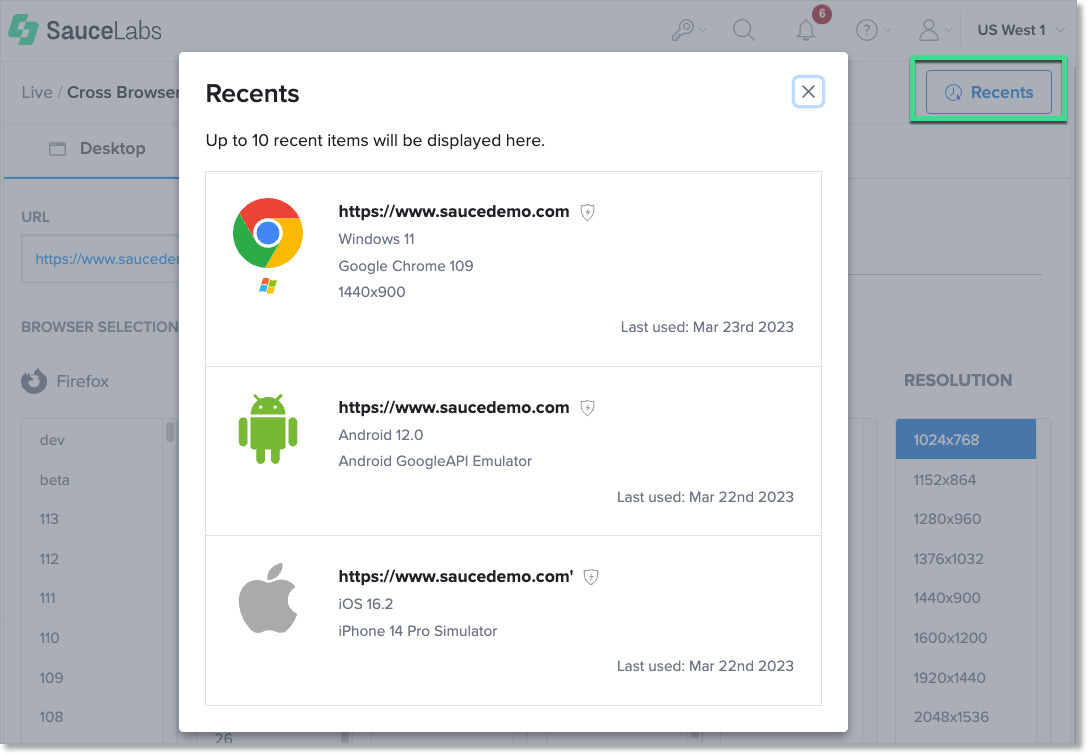 SauceLabs
6
US West 1
Live / Cross Browser
Recents
Desktop
URL
https://www.saucede
BROWSER SELECTION
Firefox
dev
beta
113
112
111
110
109
108
26
Recents
Up to 10 recent items will be displayed here.
https://www.saucedemo.com
Windows 11
Google Chrome 109
1440x900
Last used: Mar 23rd 2023
https://www.saucedemo.com
Android 12.0
Android GoogleAPI Emulator
Last used: Mar 22nd 2023
https://www.saucedemo.com'
iOS 16.2
iPhone 14 Pro Simulator
Last used: Mar 22nd 2023
RESOLUTION
1024x768
1152x864
1280x960
1376x1032
1440x900
1600x1200
1920x1440
2048x1536